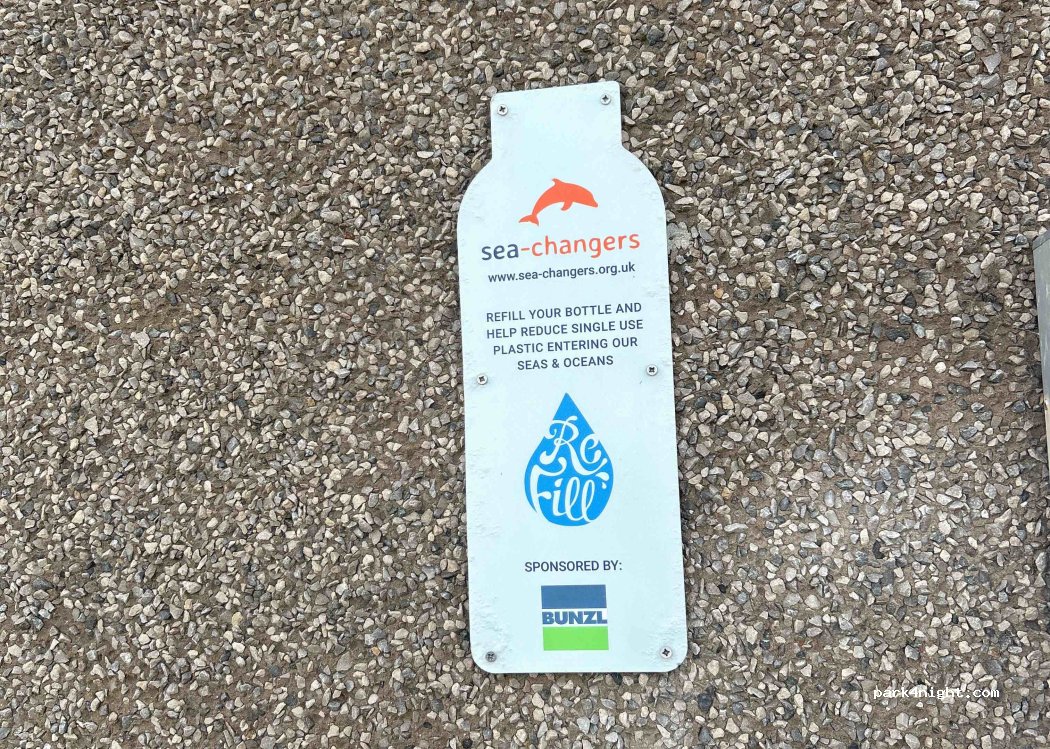 sea-changers
www.sea-changers.org.uk
REFILL YOUR BOTTLE AND
HELP REDUCE SINGLE USE
PLASTIC ENTERING OUR
SEAS & OCEANS
Re
fill
SPONSORED BY:
BUNZL
park4night.com